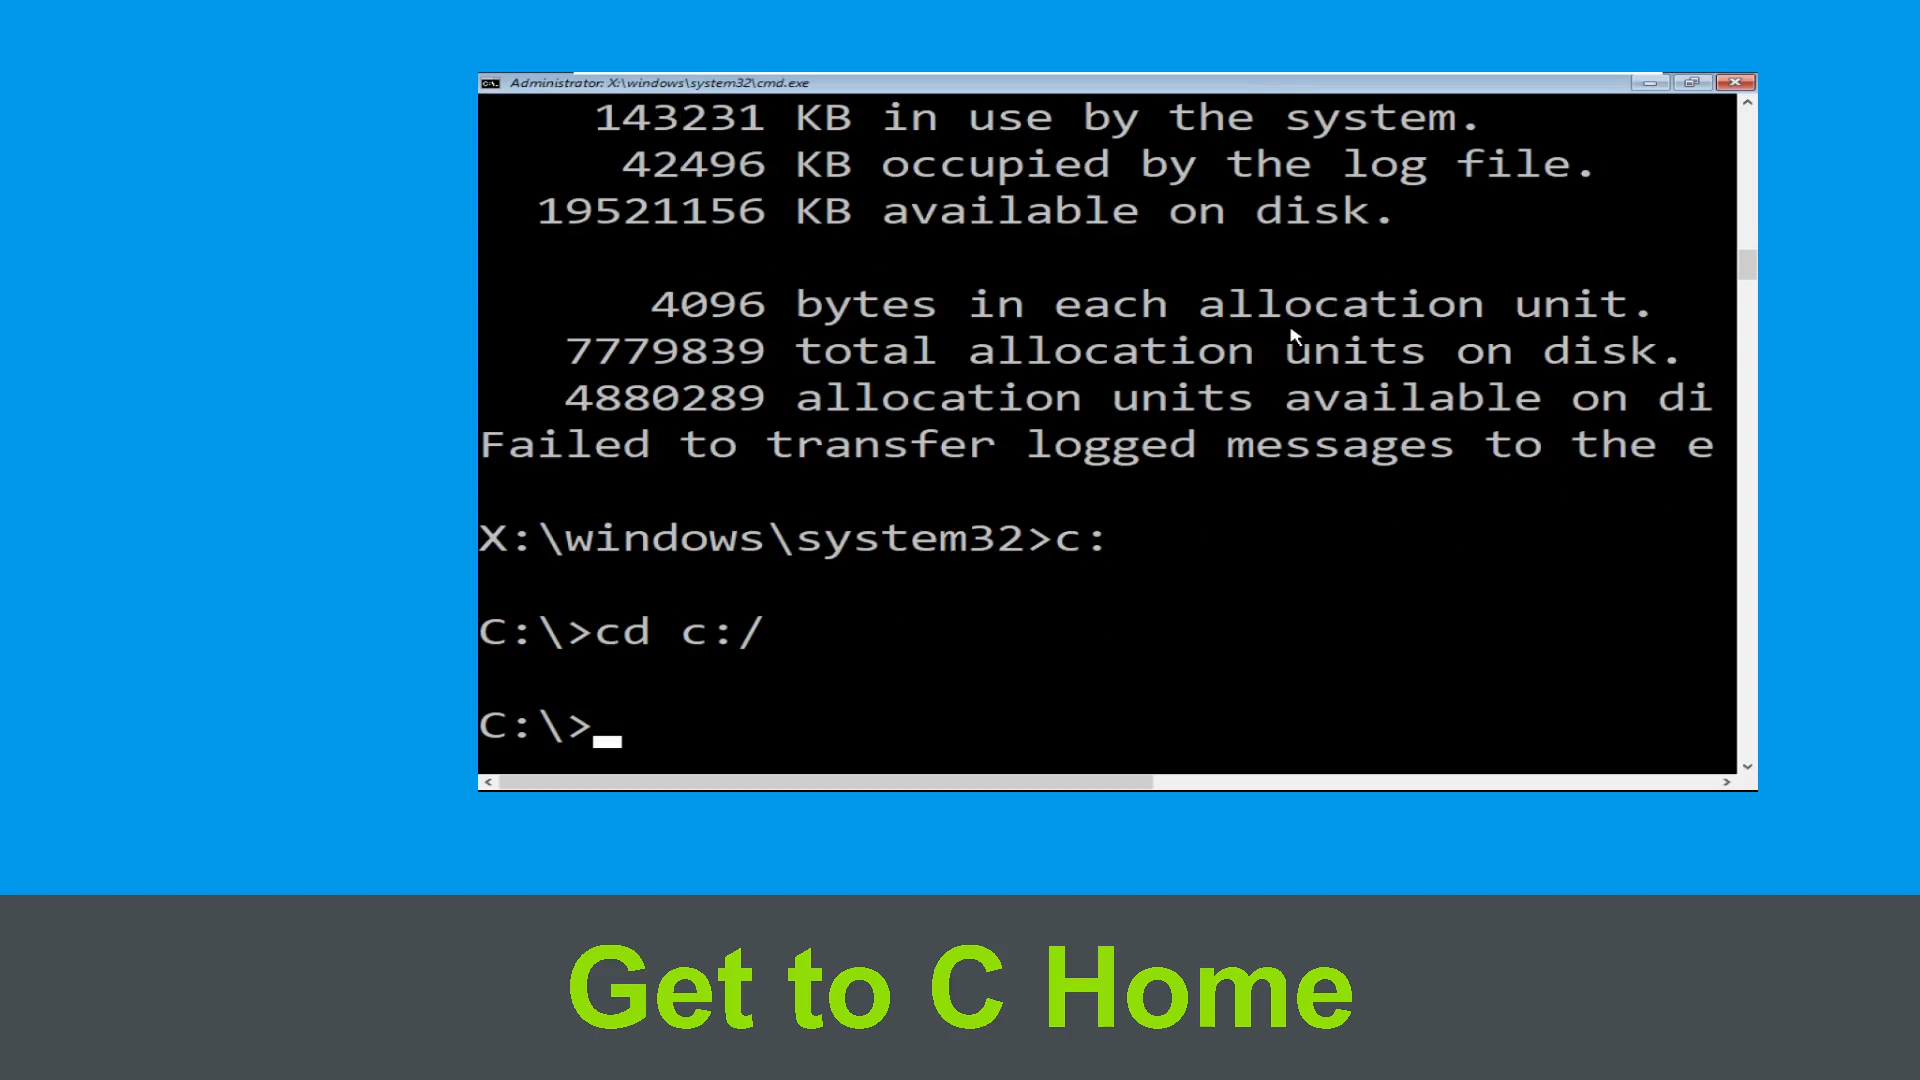 Administrator: X:\windows\system32\cmd.exe
143231 KB in use by the system.
42496 KB occupied by the log file.
19521156 KB available on disk.
4096 bytes in each allocation unit.
7779839 total allocation units on disk.
4880289 allocation units available on di
Failed to transfer logged messages to the e
X:\windows\system32>c:
C:\>cd c:/
C:\>
Get to C Home